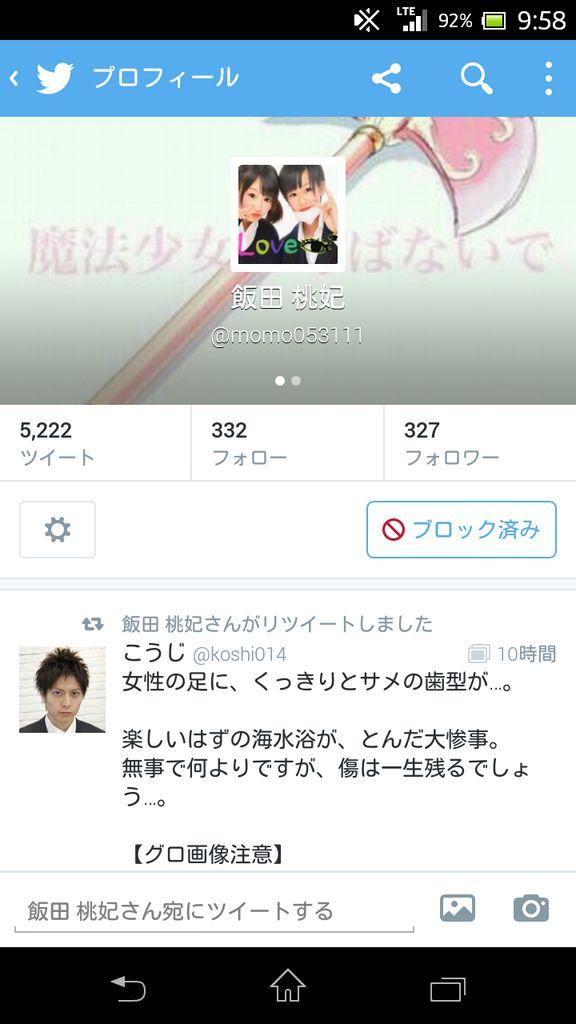 LTE
92%
9:58
プロフィール
魔法少女
ばないで
Love
飯田 桃妃
@momo053111
5,222
ツイート
332
フォロー
327
フォロワー
ブロック済み
飯田 桃妃さんがリツイートしました
こうじ @koshi014 10時間
女性の足に、くっきりとサメの歯型が…。
楽しいはずの海水浴が、とんだ大惨事。
無事で何よりですが、傷は一生残るでしょ
う…。
【グロ画像注意】
飯田 桃妃さん宛にツイートする